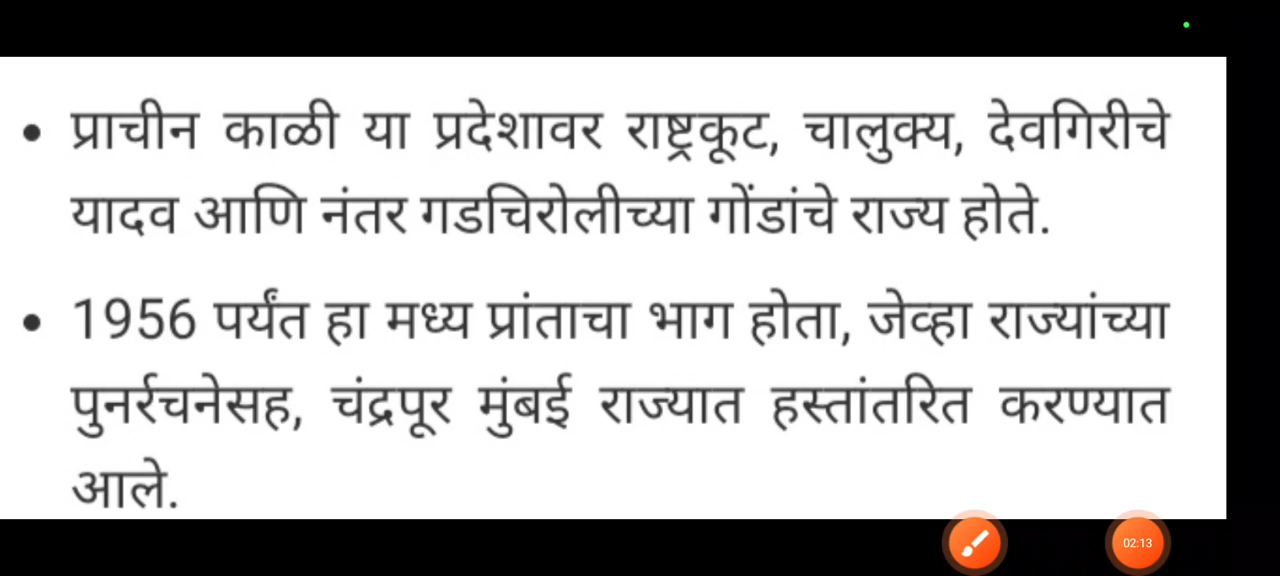 • प्राचीन काळी या प्रदेशावर राष्ट्रकूट, चालुक्य, देवगिरीचे
यादव आणि नंतर गडचिरोलीच्या गोंडांचे राज्य होते.
• 1956 पर्यंत हा मध्य प्रांताचा भाग होता, जेव्हा राज्यांच्या
पुनर्रचनेसह, चंद्रपूर मुंबई राज्यात हस्तांतरित करण्यात
आले.
02:13